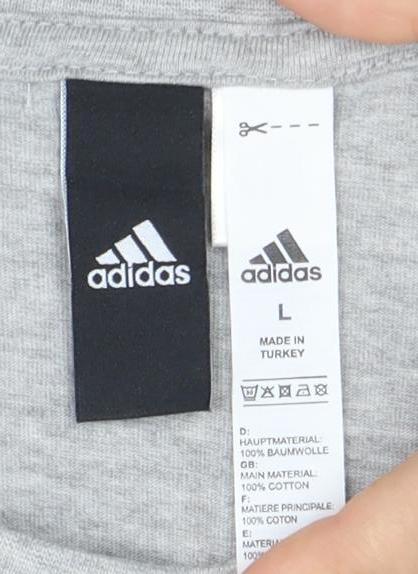 adidas
adidas
L
MADE IN
TURKEY
D:
HAUPTMATERIAL:
100% BAUMWOLLE
GB:
MAIN MATERIAL:
100% COTTON
F:
MATIERE PRINCIPALE:
100% COTON
E: